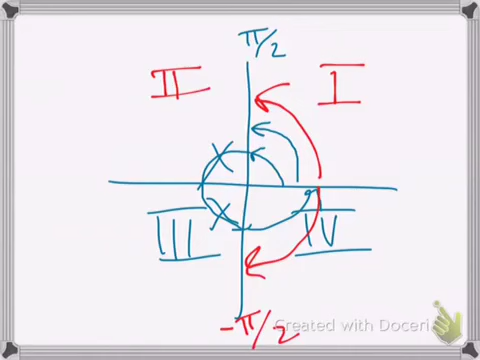 π/2
II
I
X
X
III
IV
-π/2
Created with Doceri